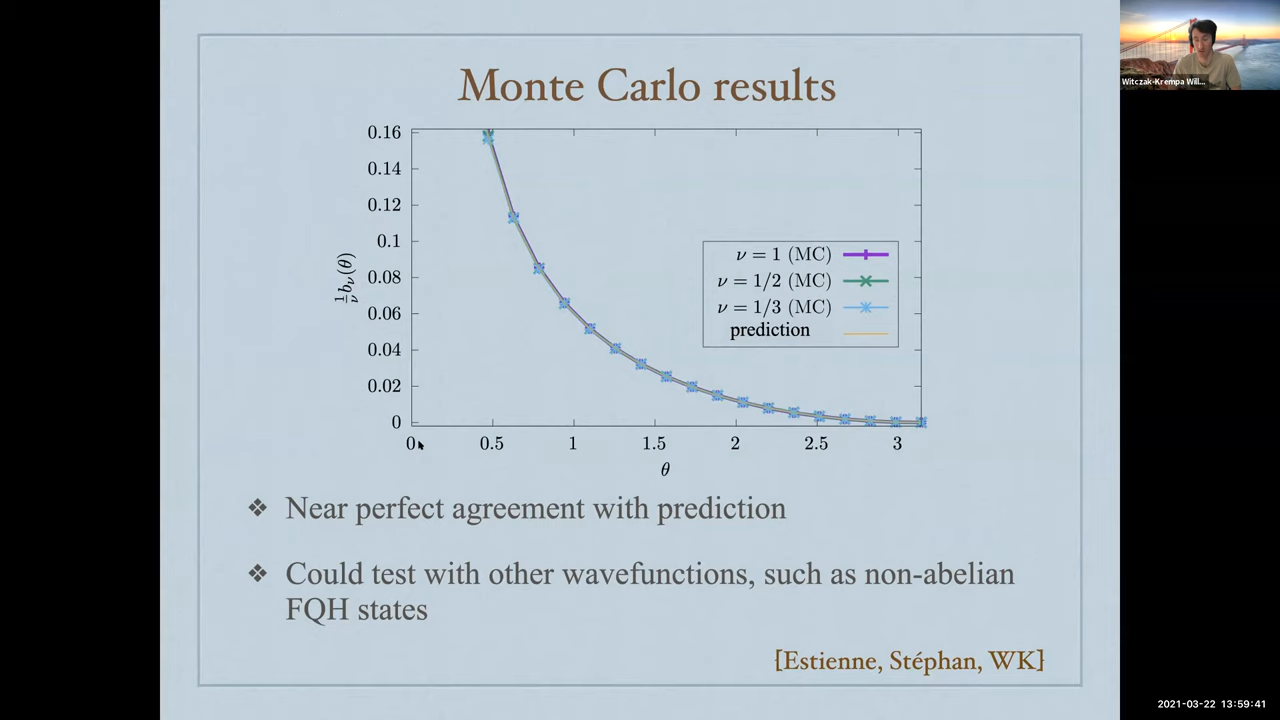 Monte Carlo results
0.16
0.14
0.12
0.1
0.08
0.06
0.04
0.02
0
0 0.5 1 1.5 2 2.5 3
1/ν bν(θ)
θ
ν = 1 (MC)
ν = 1/2 (MC)
ν = 1/3 (MC)
prediction
❖ Near perfect agreement with prediction
❖ Could test with other wavefunctions, such as non-abelian
FQH states
[Estienne, Stéphan, WK]
Witczak-Krempa Will...
2021-03-22 13:59:41